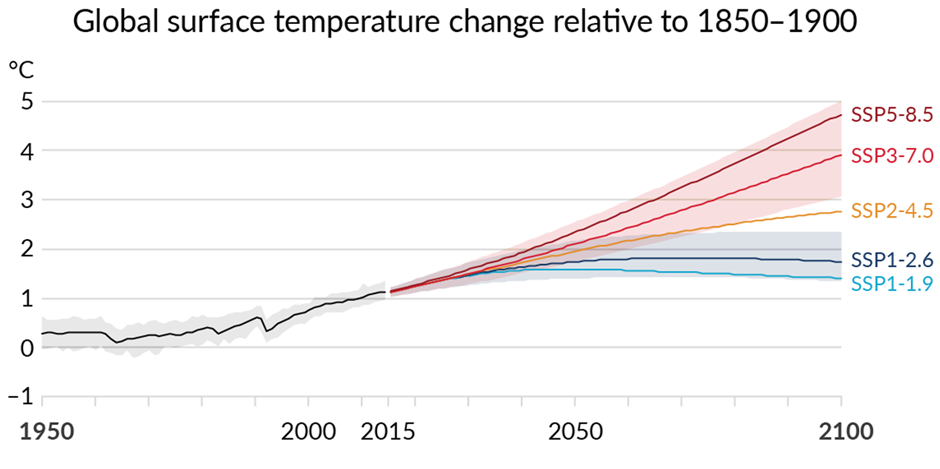 Global surface temperature change relative to 1850–1900
°C
5
4
3
2
1
0
–1
SSP5-8.5
SSP3-7.0
SSP2-4.5
SSP1-2.6
SSP1-1.9
1950 2000 2015 2050 2100